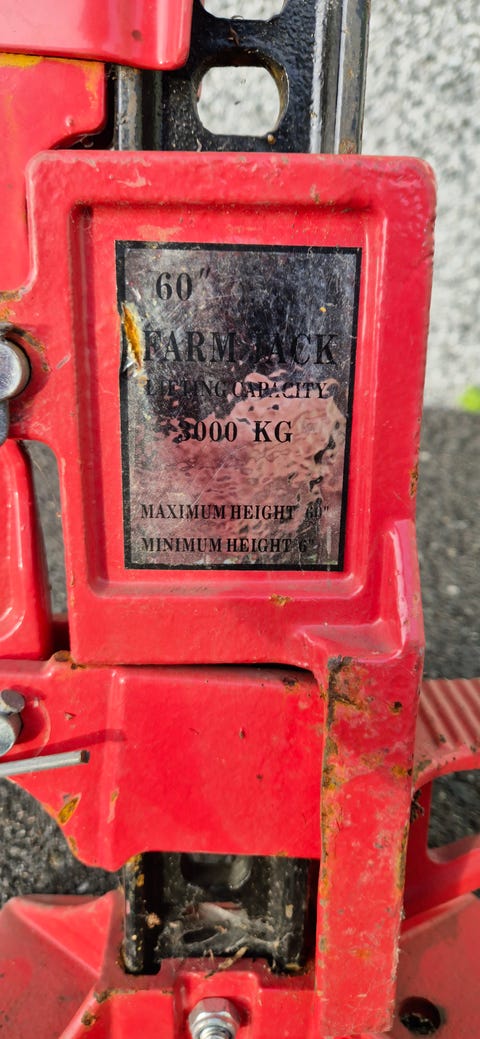 60"
FARM JACK
LIFTING CAPACITY
3000 KG
MAXIMUM HEIGHT 60"
MINIMUM HEIGHT 6"